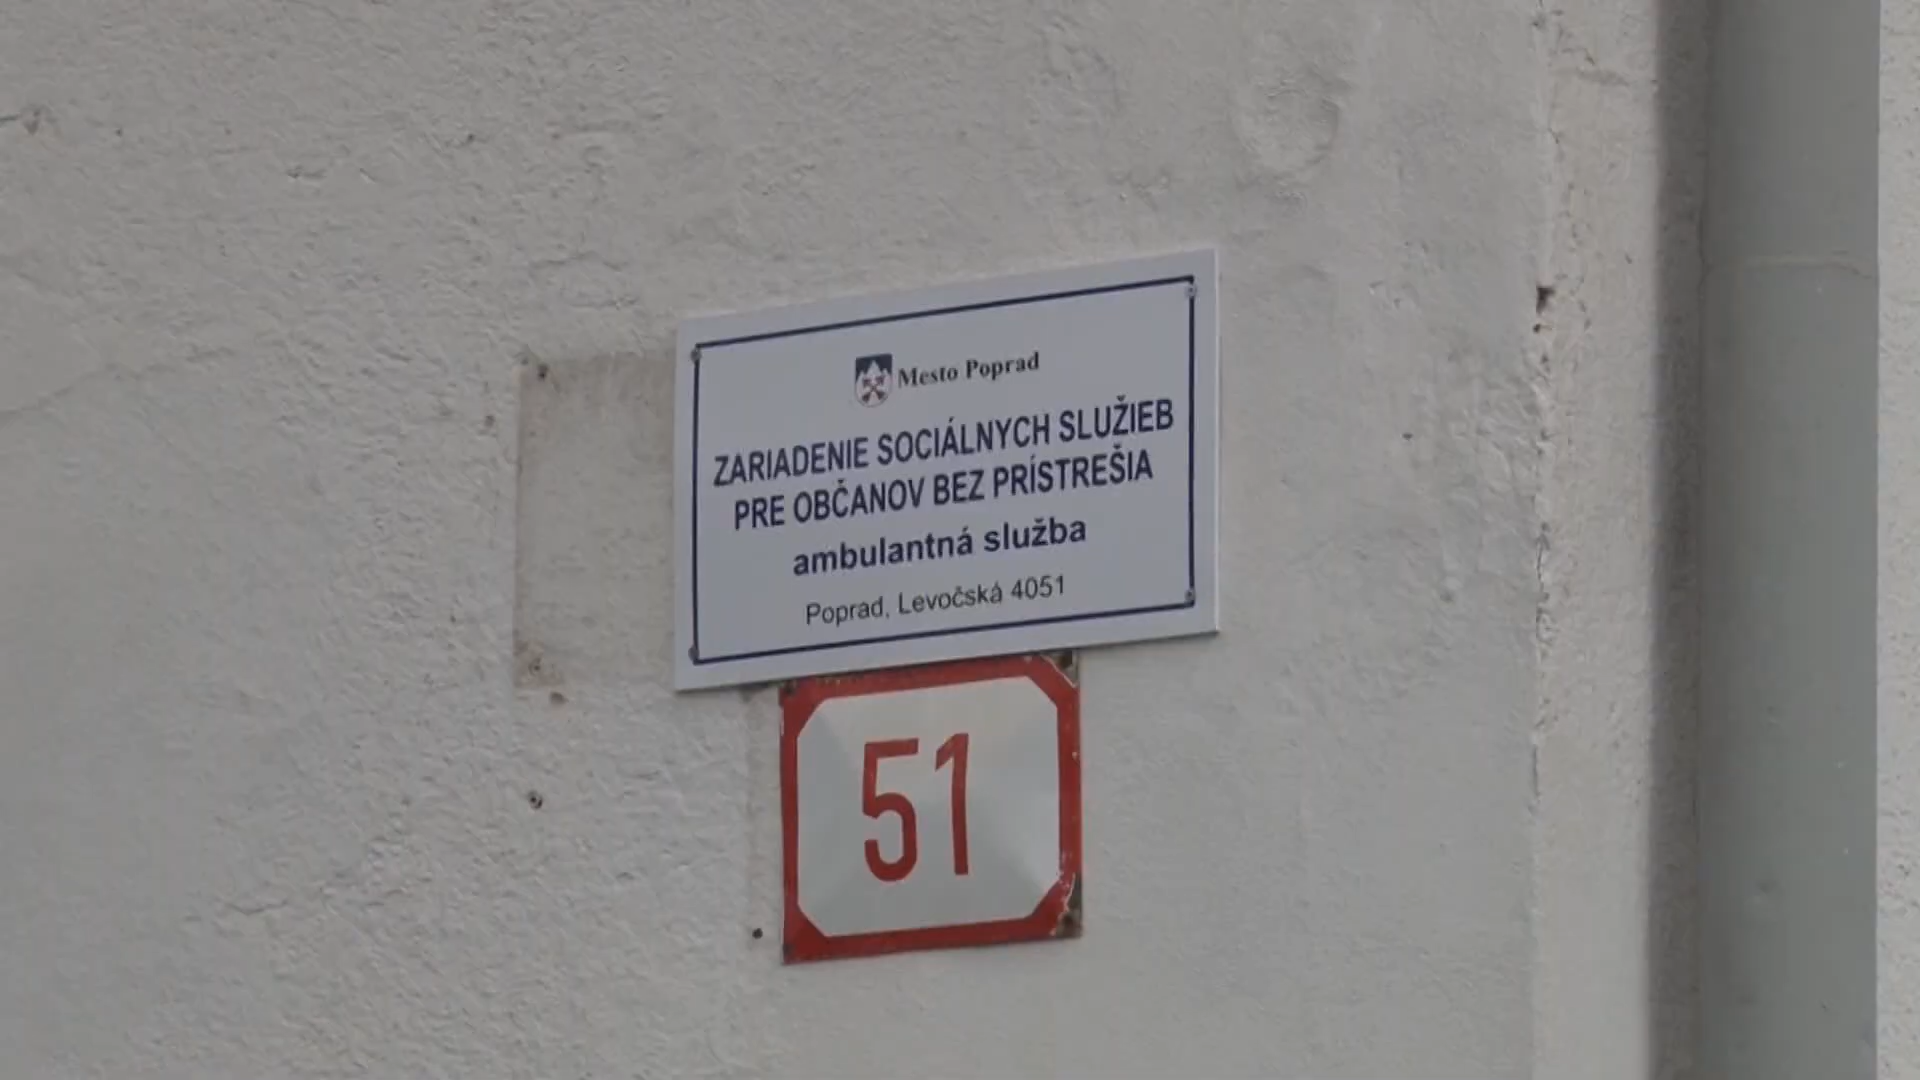 Mesto Poprad
ZARIADENIE SOCIÁLNYCH SLUŽIEB
PRE OBČANOV BEZ PRÍSTREŠIA
ambulantná služba
Poprad, Levočská 4051
51